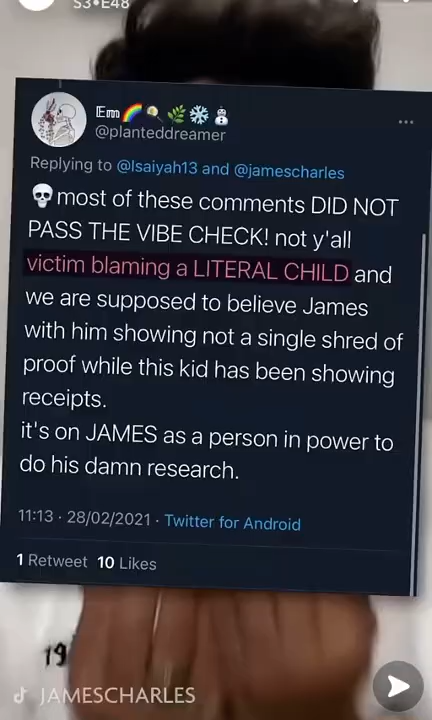 S3•E48
Em🌈🍳🌿❄️⛄
@planteddreamer
Replying to @Isaiyah13 and @jamescharles
💀most of these comments DID NOT
PASS THE VIBE CHECK! not y'all
victim blaming a LITERAL CHILD and
we are supposed to believe James
with him showing not a single shred of
proof while this kid has been showing
receipts.
it's on JAMES as a person in power to
do his damn research.
11:13 · 28/02/2021 · Twitter for Android
1 Retweet 10 Likes
19
JAMESCHARLES